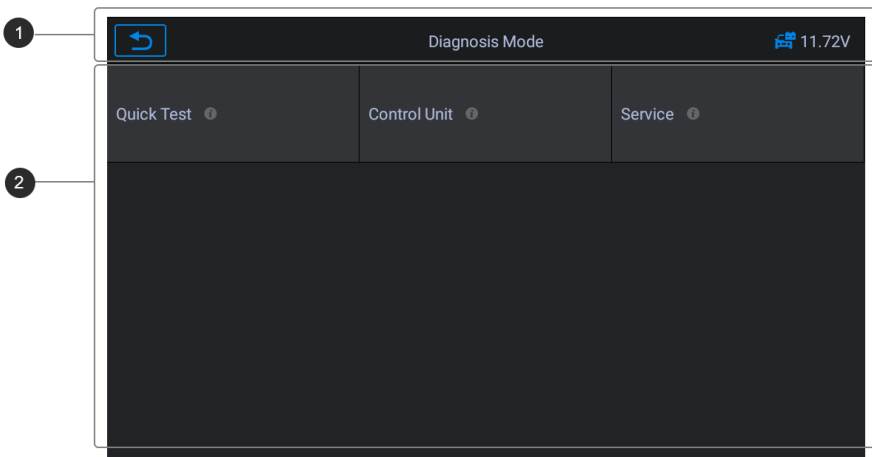 1
Diagnosis Mode
11.72V
Quick Test
Control Unit
Service
2